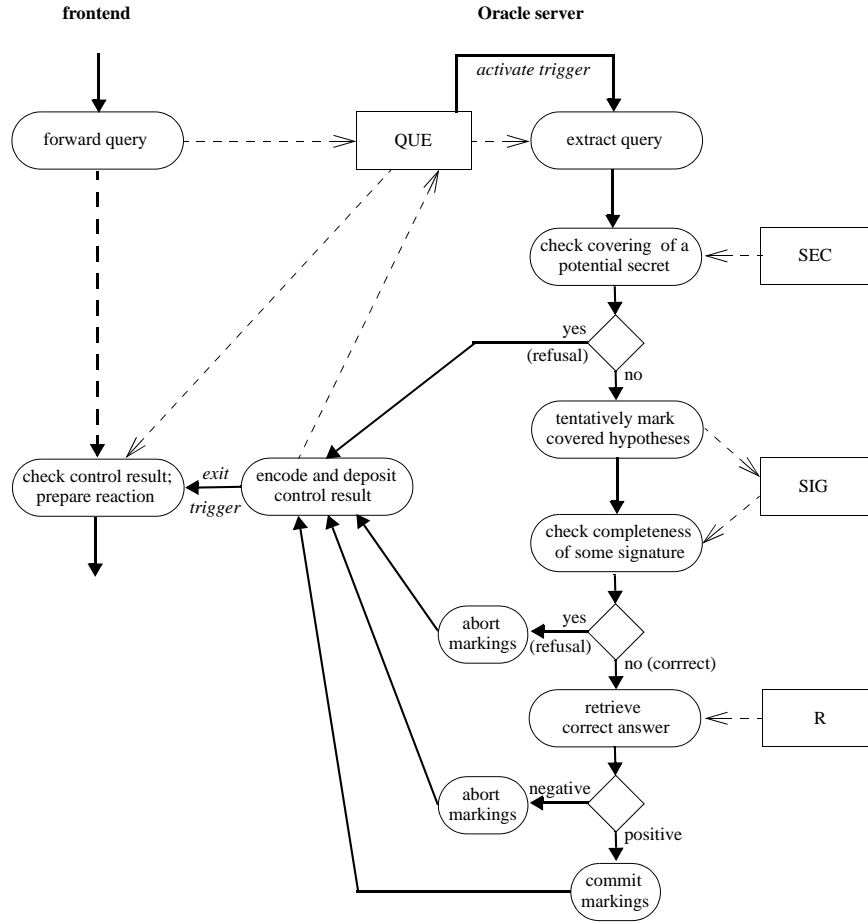 frontend
Oracle server
activate trigger
forward query
QUE
extract query
check covering of a
potential secret
SEC
yes
(refusal)
no
tentatively mark
covered hypotheses
check control result;
prepare reaction
exit
trigger
encode and deposit
control result
SIG
check completeness
of some signature
abort
markings
yes
(refusal)
no (corrrect)
retrieve
correct answer
R
abort
markings
negative
positive
commit
markings